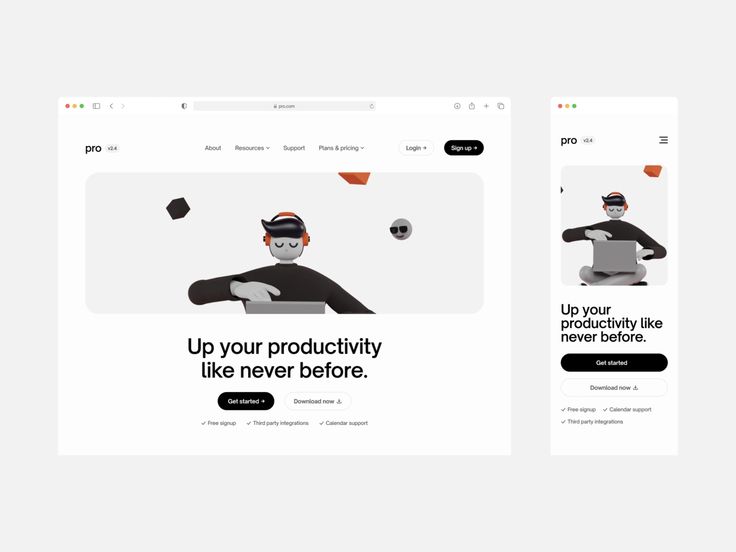 pro.com
pro v2.4
About Resources Support Plans & pricing
Login → Sign up →
Up your productivity
like never before.
Get started → Download now
Free signup Third party integrations Calendar support
pro v2.4
Up your
productivity like
never before.
Get started
Download now
Free signup Calendar support
Third party integrations